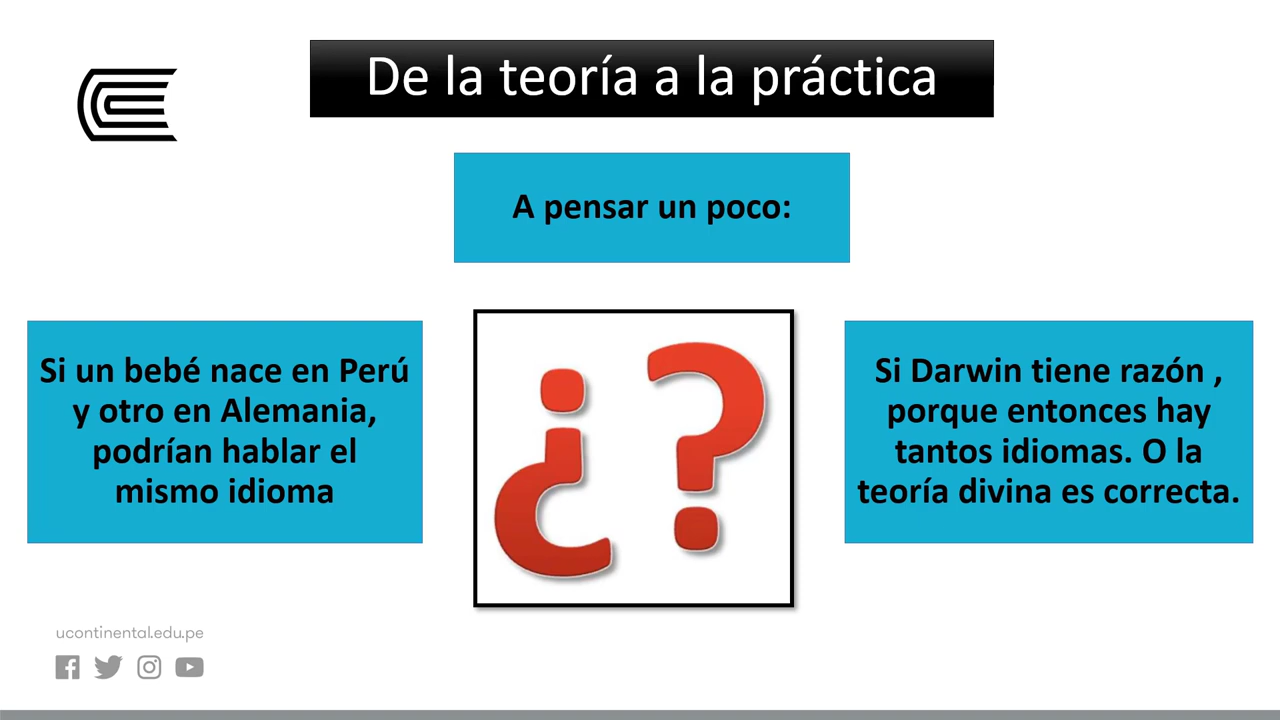 De la teoría a la práctica
A pensar un poco:
Si un bebé nace en Perú
y otro en Alemania,
podrían hablar el
mismo idioma
¿ ?
Si Darwin tiene razón ,
porque entonces hay
tantos idiomas. O la
teoría divina es correcta.
ucontinental.edu.pe